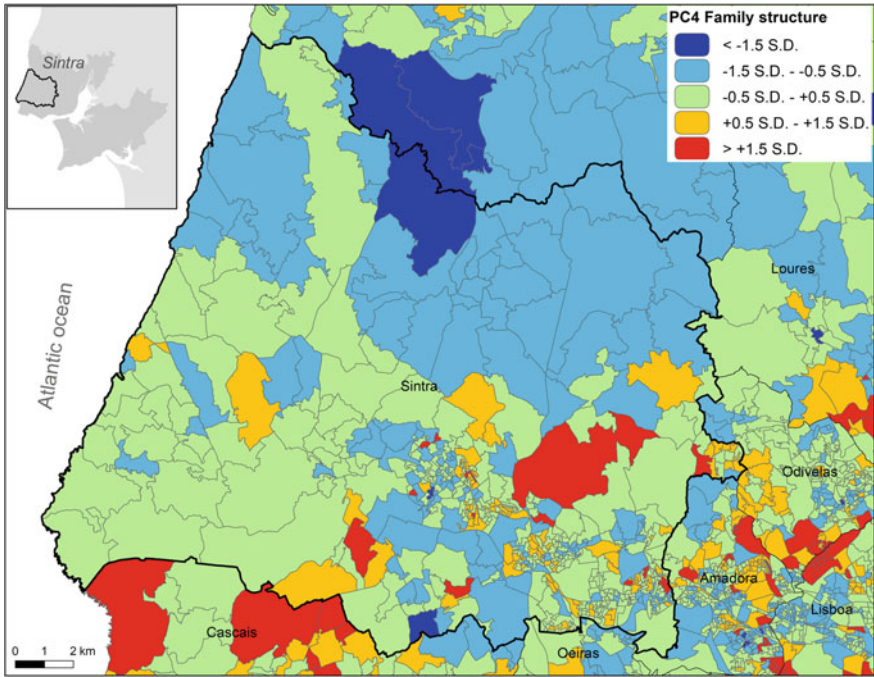 Sintra
PC4 Family structure
< -1.5 S.D.
-1.5 S.D. - -0.5 S.D.
-0.5 S.D. - +0.5 S.D.
+0.5 S.D. - +1.5 S.D.
> +1.5 S.D.
Loures
Atlantic ocean
Sintra
Odivelas
Amadora
Lisboa
Cascais
Oeiras
0 1 2 km